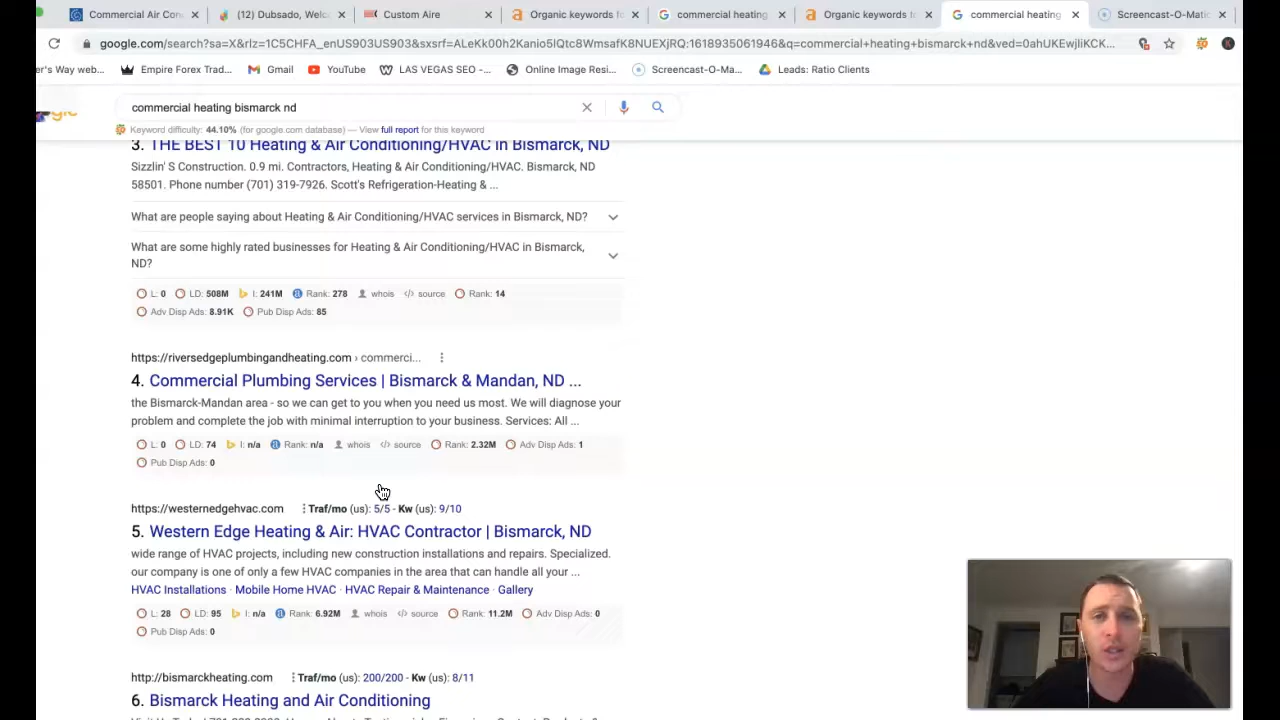 Commercial Air Con
(12) Dubsado, Welc
Custom Aire
Organic keywords fo
commercial heating
Organic keywords fo
commercial heating
Screencast-O-Matic
google.com/search?sa=X&rlz=1C5CHFA_enUS903US903&sxsrf=ALeKk00h2Kanio5lQtc8WmsafK8NUEXjRQ:1618935061946&q=commercial+heating+bismarck+nd&ved=0ahUKEwjliKC...
er's Way web...
Empire Forex Trad...
Gmail
YouTube
LAS VEGAS SEO -...
Online Image Resi...
Screencast-O-Ma...
Leads: Ratio Clients
commercial heating bismarck nd
Keyword difficulty: 44.10% (for google.com database) — View full report for this keyword
3. THE BEST 10 Heating & Air Conditioning/HVAC in Bismarck, ND
Sizzlin' S Construction. 0.9 mi. Contractors, Heating & Air Conditioning/HVAC. Bismarck, ND
58501. Phone number (701) 319-7926. Scott's Refrigeration-Heating & ...
What are people saying about Heating & Air Conditioning/HVAC services in Bismarck, ND?
What are some highly rated businesses for Heating & Air Conditioning/HVAC in Bismarck,
ND?
L: 0 LD: 508M I: 241M Rank: 278 whois </> source Rank: 14
Adv Disp Ads: 8.91K Pub Disp Ads: 85
https://riversedgeplumbingandheating.com › commerci...
4. Commercial Plumbing Services | Bismarck & Mandan, ND ...
the Bismarck-Mandan area - so we can get to you when you need us most. We will diagnose your
problem and complete the job with minimal interruption to your business. Services: All ...
L: 0 LD: 74 I: n/a Rank: n/a whois </> source Rank: 2.32M Adv Disp Ads: 1
Pub Disp Ads: 0
https://westernedgehvac.com Traf/mo (us): 5/5 - Kw (us): 9/10
5. Western Edge Heating & Air: HVAC Contractor | Bismarck, ND
wide range of HVAC projects, including new construction installations and repairs. Specialized.
our company is one of only a few HVAC companies in the area that can handle all your ...
HVAC Installations · Mobile Home HVAC · HVAC Repair & Maintenance · Gallery
L: 28 LD: 95 I: n/a Rank: 6.92M whois </> source Rank: 11.2M Adv Disp Ads: 0
Pub Disp Ads: 0
http://bismarckheating.com Traf/mo (us): 200/200 - Kw (us): 8/11
6. Bismarck Heating and Air Conditioning